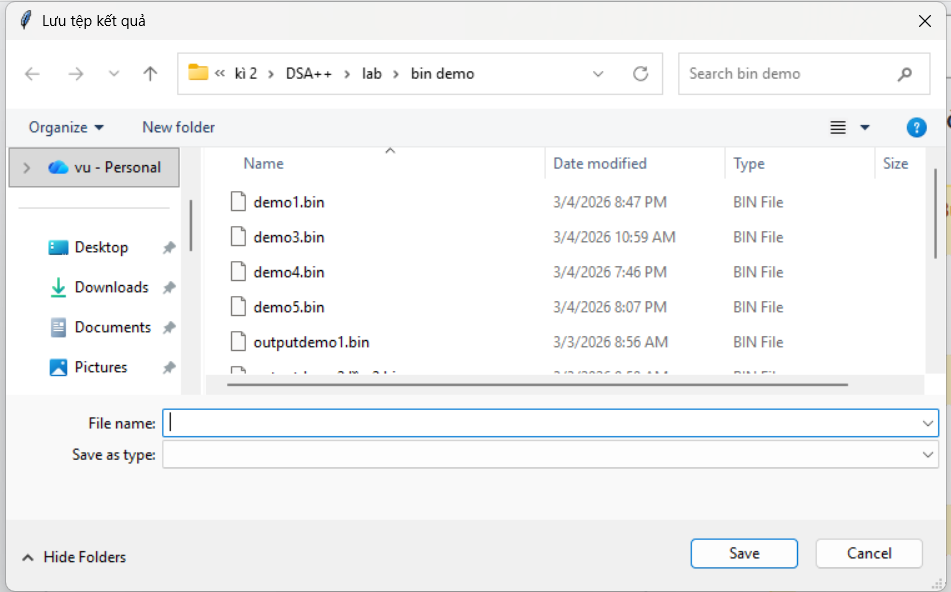 Lưu tệp kết quả
« kì 2 > DSA++ > lab > bin demo
Search bin demo
Organize
New folder
?
vu - Personal
Desktop
Downloads
Documents
Pictures
Name Date modified Type Size
demo1.bin 3/4/2026 8:47 PM BIN File
demo3.bin 3/4/2026 10:59 AM BIN File
demo4.bin 3/4/2026 7:46 PM BIN File
demo5.bin 3/4/2026 8:07 PM BIN File
outputdemo1.bin 3/3/2026 8:56 AM BIN File
File name:
Save as type:
Hide Folders
Save
Cancel